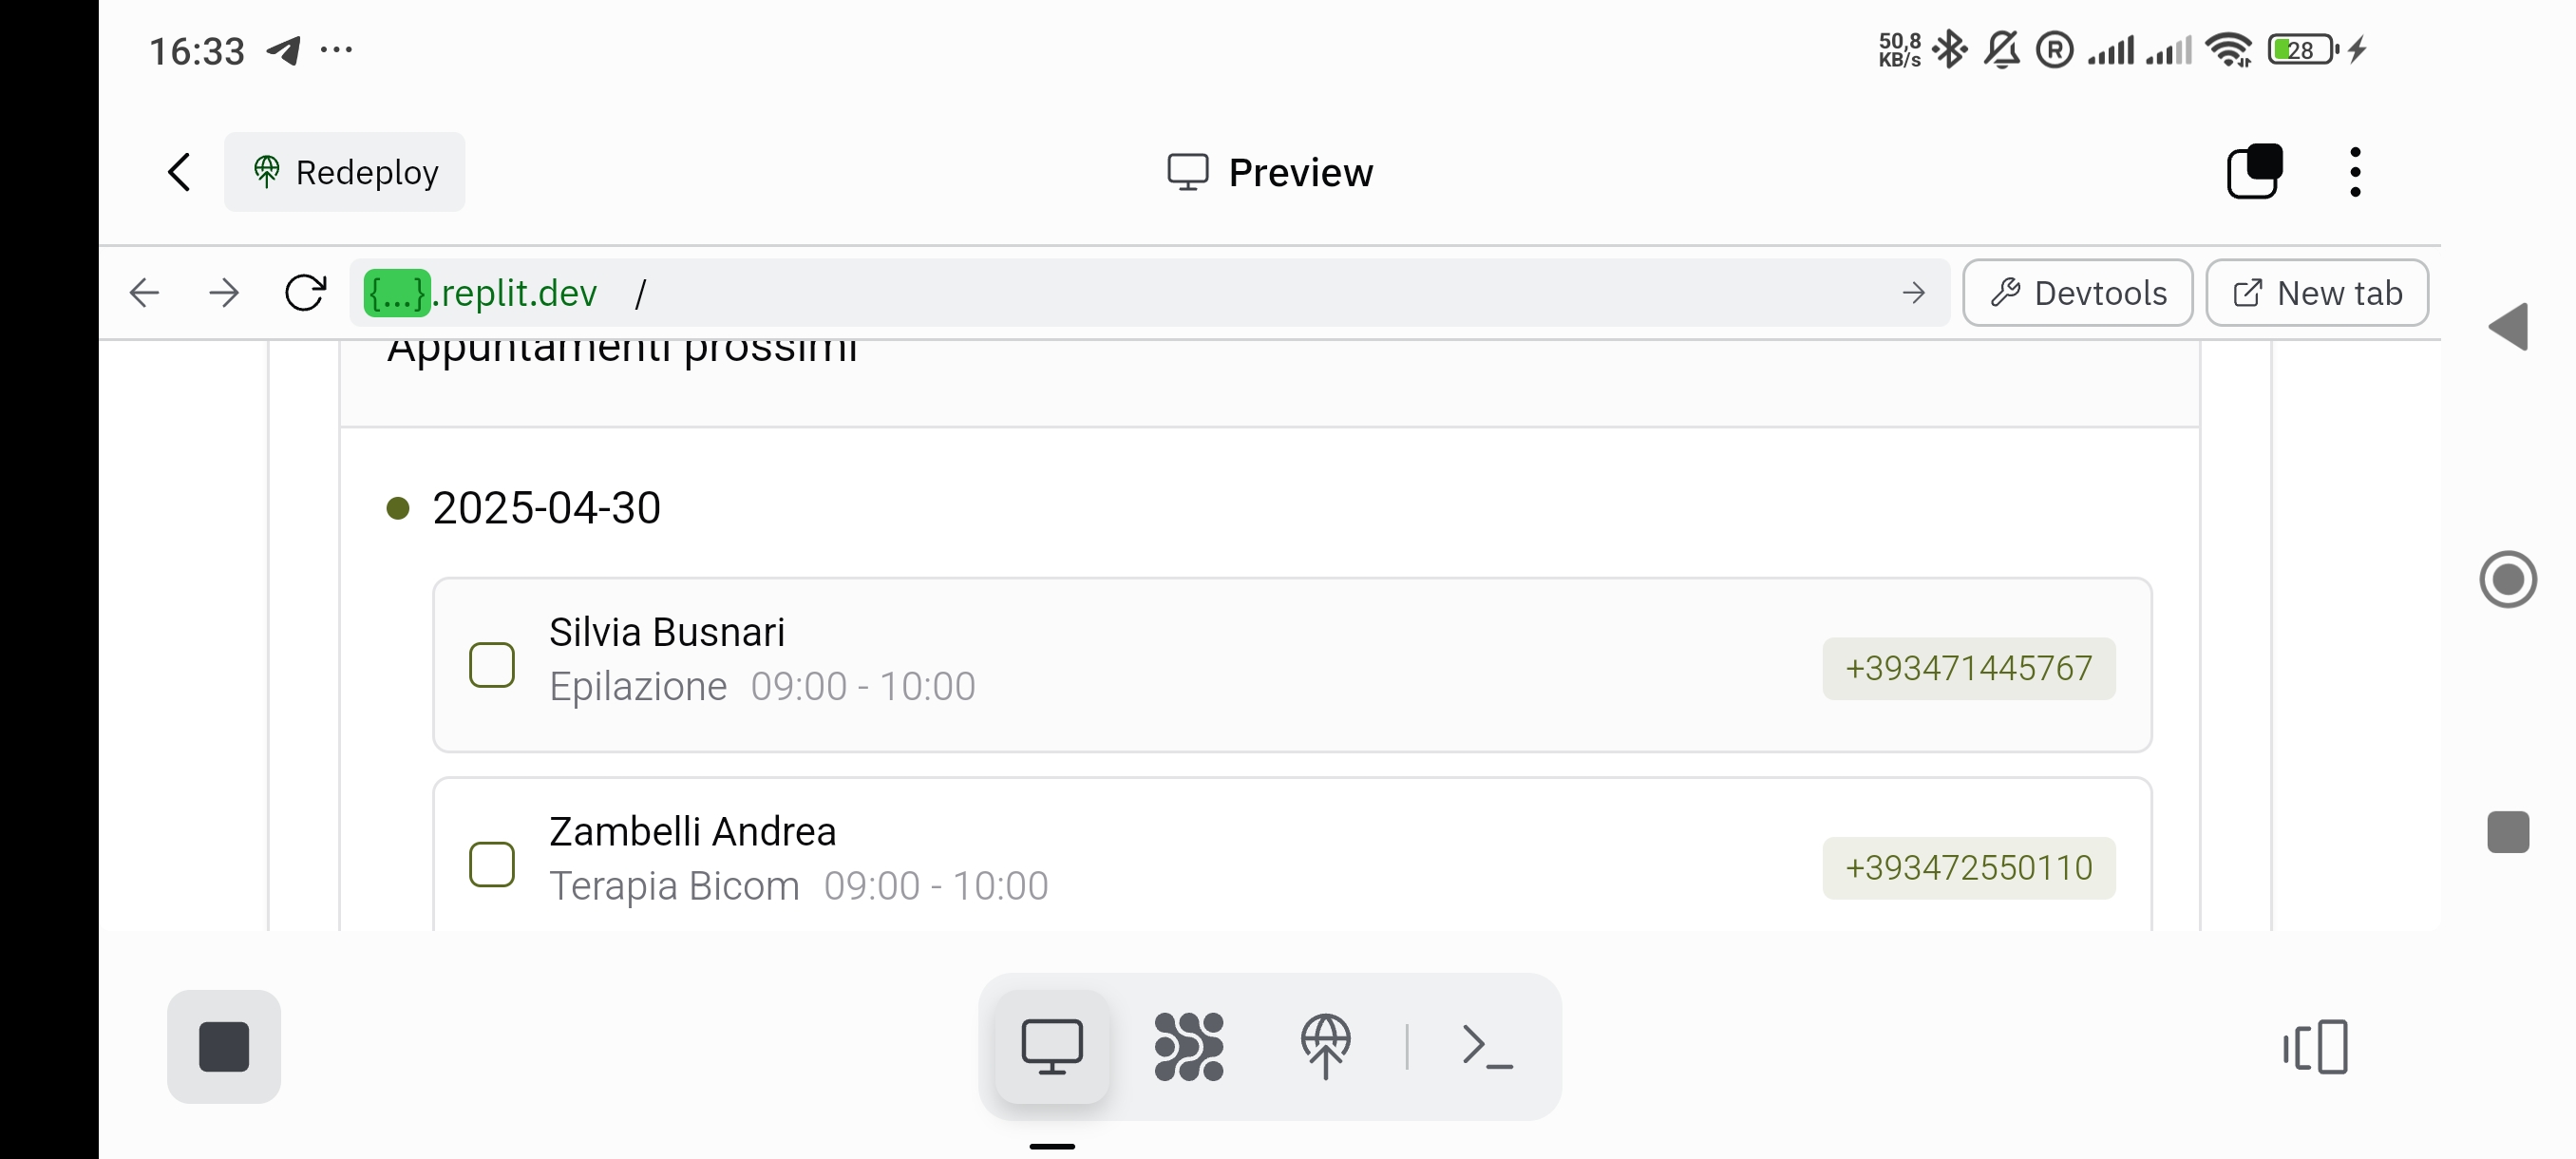 16:33 ...
50,8
KB/s
R
28
Redeploy
Preview
{...}.replit.dev /
Devtools
New tab
Appuntamenti prossimi
2025-04-30
Silvia Busnari
Epilazione 09:00 - 10:00
+393471445767
Zambelli Andrea
Terapia Bicom 09:00 - 10:00
+393472550110